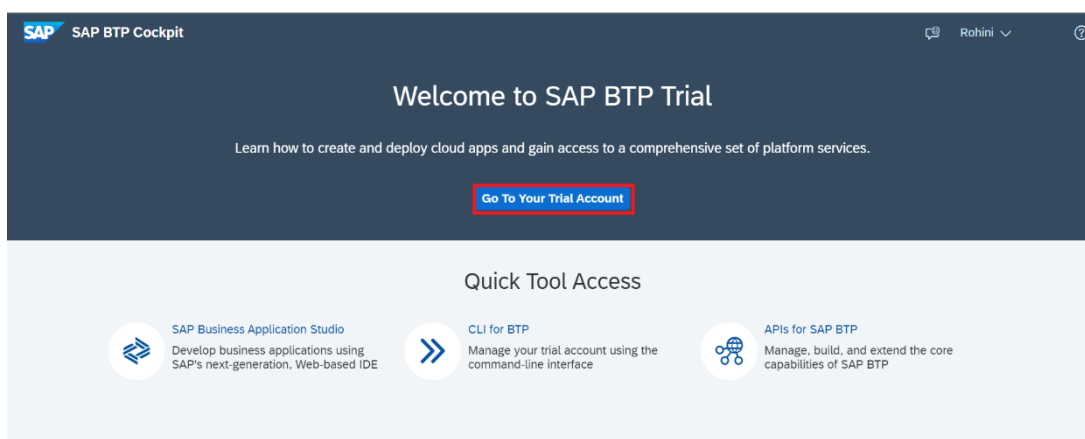 SAP SAP BTP Cockpit Rohini
Welcome to SAP BTP Trial
Learn how to create and deploy cloud apps and gain access to a comprehensive set of platform services.
Go To Your Trial Account
Quick Tool Access
SAP Business Application Studio
Develop business applications using
SAP's next-generation, Web-based IDE
CLI for BTP
Manage your trial account using the
command-line interface
APIs for SAP BTP
Manage, build, and extend the core
capabilities of SAP BTP